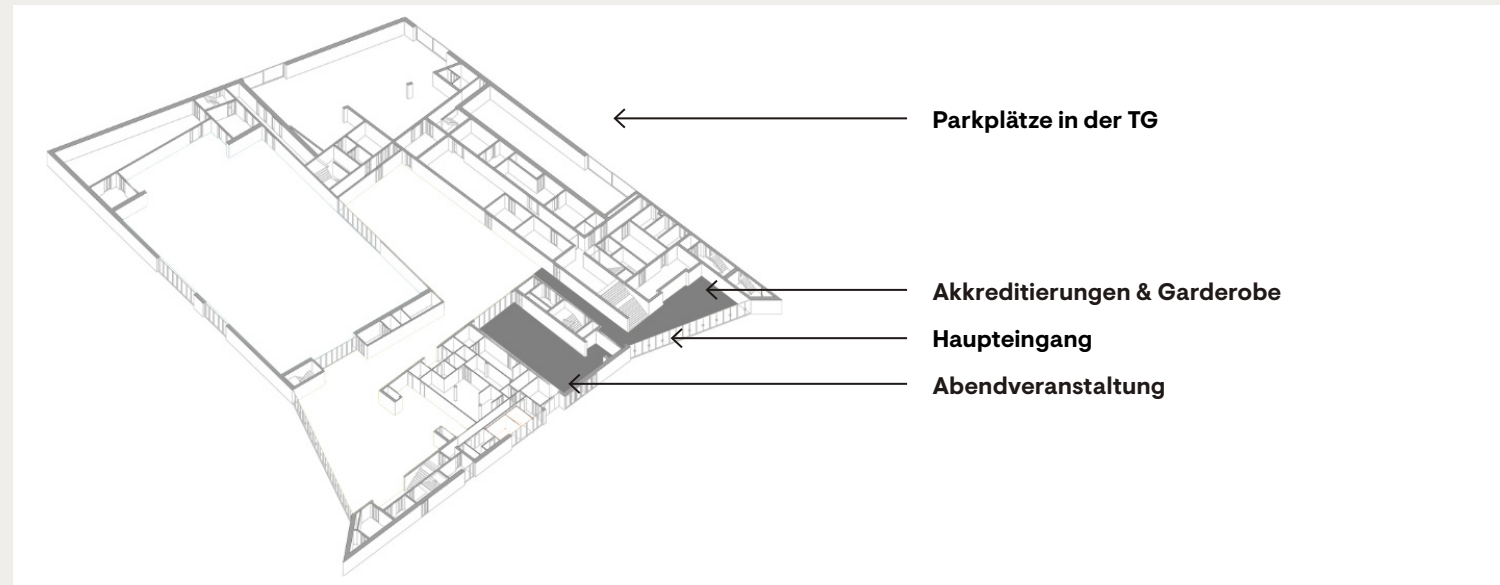 Parkplätze in der TG
Akkreditierungen & Garderobe
Haupteingang
Abendveranstaltung